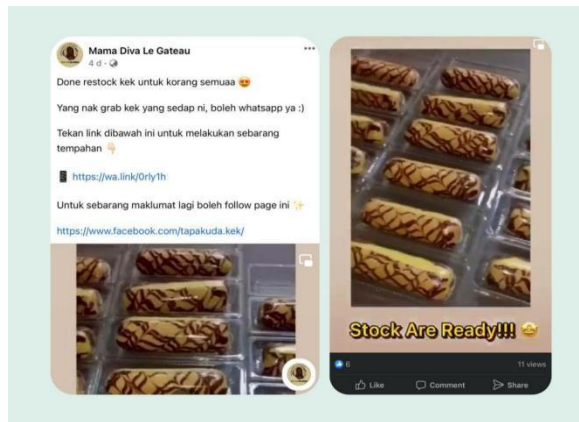 Mama Diva Le Gateau
4 d
Done restock kek untuk korang semuaa 😍
Yang nak grab kek yang sedap ni, boleh whatsapp ya :)
Tekan link dibawah ini untuk melakukan sebarang
tempahan 👇🏻
📱 https://wa.link/0rly1h
Untuk sebarang maklumat lagi boleh follow page ini ✨
https://www.facebook.com/tapakuda.kek/
Stock Are Ready!!! 🤩
6
11 views
Like
Comment
Share